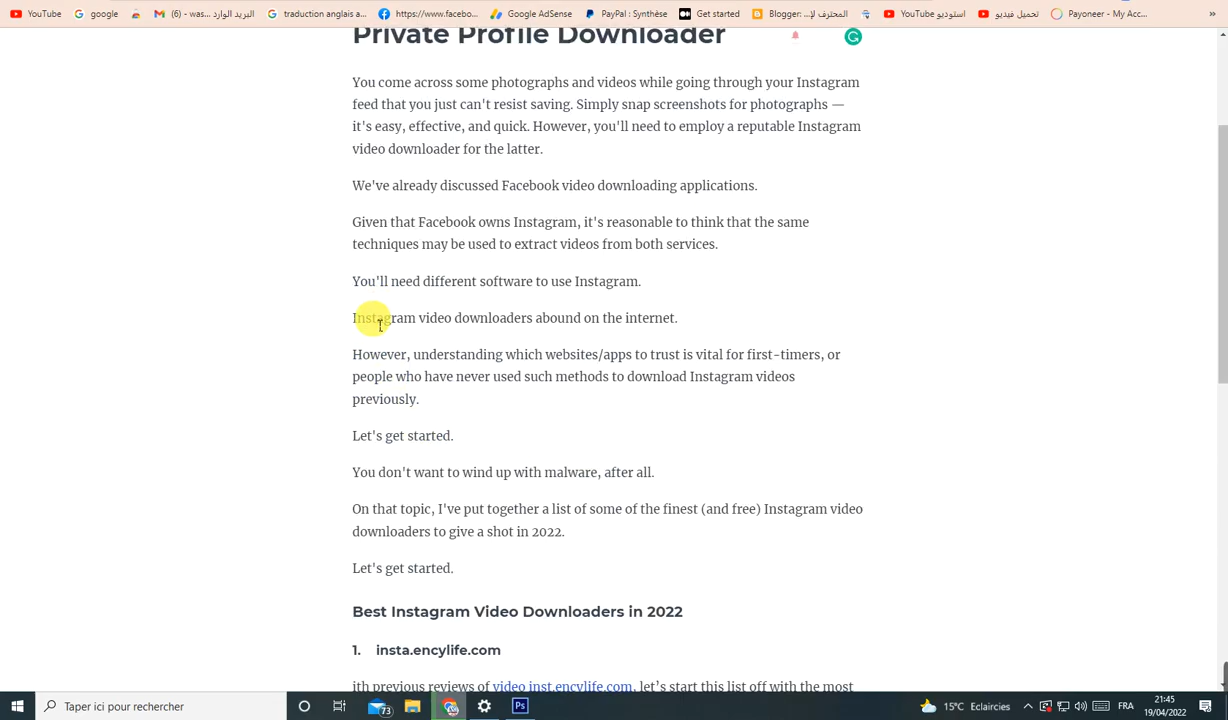 YouTube google (6) - was... البريد الوارد traduction anglais a... https://www.facebo... Google AdSense PayPal : Synthèse Get started Blogger: ...المحترف لإ YouTube استوديو تحميل فيديو Payoneer - My Acc... »
Private Profile Downloader
You come across some photographs and videos while going through your Instagram
feed that you just can't resist saving. Simply snap screenshots for photographs —
it's easy, effective, and quick. However, you'll need to employ a reputable Instagram
video downloader for the latter.
We've already discussed Facebook video downloading applications.
Given that Facebook owns Instagram, it's reasonable to think that the same
techniques may be used to extract videos from both services.
You'll need different software to use Instagram.
Instagram video downloaders abound on the internet.
However, understanding which websites/apps to trust is vital for first-timers, or
people who have never used such methods to download Instagram videos
previously.
Let's get started.
You don't want to wind up with malware, after all.
On that topic, I've put together a list of some of the finest (and free) Instagram video
downloaders to give a shot in 2022.
Let's get started.
Best Instagram Video Downloaders in 2022
1. insta.encylife.com
ith previous reviews of video inst.encylife.com, let's start this list off with the most
Taper ici pour rechercher 73 Ps 15°C Eclaircies FRA 21:45
19/04/2022